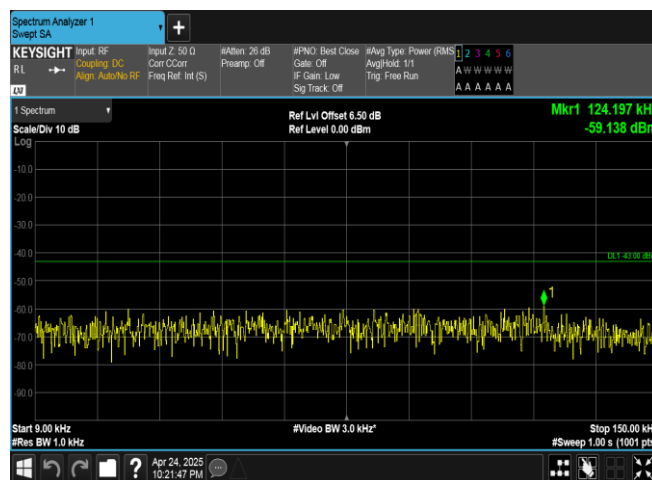 Spectrum Analyzer 1
Swept SA
+
KEYSIGHT
RL
LXI
Input: RF
Coupling: DC
Align: Auto/No RF
Input Z: 50 Ω
Corr CCorr
Freq Ref: Int (S)
#Atten: 26 dB
Preamp: Off
#PNO: Best Close
Gate: Off
IF Gain: Low
Sig Track: Off
#Avg Type: Power (RMS
Avg|Hold: 1/1
Trig: Free Run
1 2 3 4 5 6
A W W W W W
A A A A A A
1 Spectrum
Scale/Div 10 dB
Log
Ref Lvl Offset 6.50 dB
Ref Level 0.00 dBm
Mkr1 124.197 kH
-59.138 dBm
-10.0
-20.0
-30.0
-40.0
DL1 -43.00 dB
-50.0
1
-60.0
-70.0
-80.0
-90.0
Start 9.00 kHz
#Video BW 3.0 kHz*
Stop 150.00 kH
#Res BW 1.0 kHz
#Sweep 1.00 s (1001 pts
?
Apr 24, 2025
10:21:47 PM